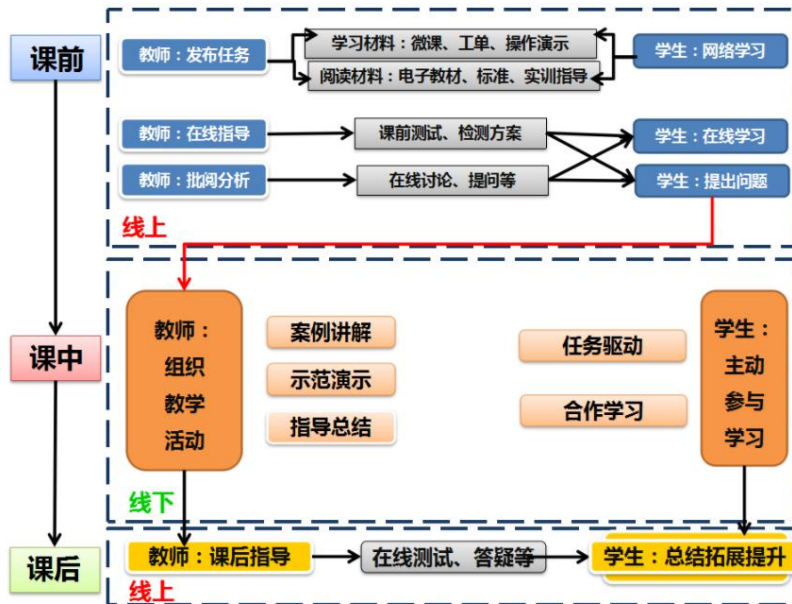 课前
教师：发布任务
学习材料：微课、工单、操作演示
阅读材料：电子教材、标准、实训指导
学生：网络学习
教师：在线指导
课前测试、检测方案
学生：在线学习
教师：批阅分析
在线讨论、提问等
学生：提出问题
线上
课中
教师：
组织
教学
活动
案例讲解
示范演示
指导总结
任务驱动
合作学习
学生：
主动
参与
学习
线下
课后
教师：课后指导
在线测试、答疑等
学生：总结拓展提升
线上